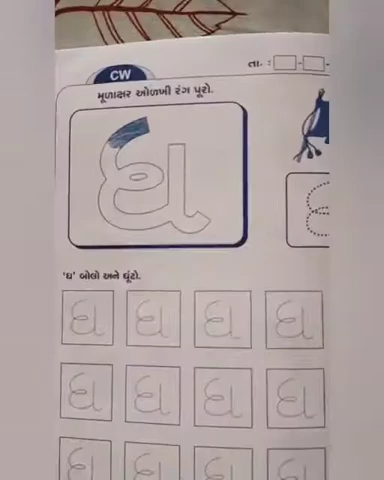 CW
તા. :
મૂળાક્ષર ઓળખી રંગ પૂરો.
ઘ
'ઘ' બોલો અને ઘૂંટો.
ઘ ઘ ઘ ઘ
ઘ ઘ ઘ ઘ
ઘ ઘ ઘ ઘ